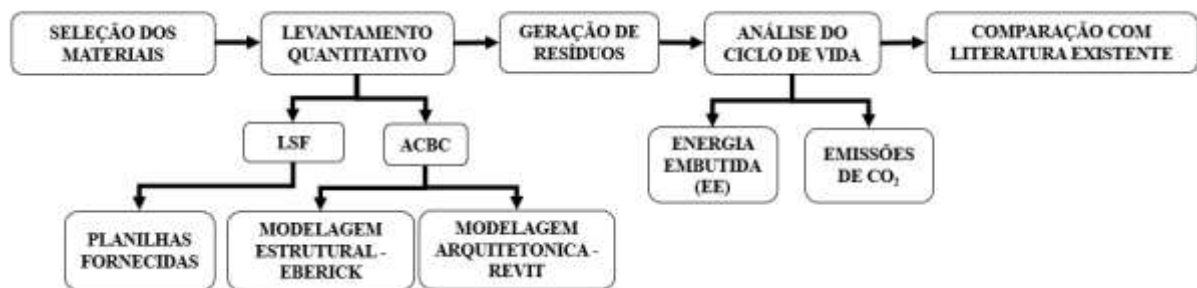 SELEÇÃO DOS
MATERIAIS
LEVANTAMENTO
QUANTITATIVO
GERAÇÃO DE
RESÍDUOS
ANÁLISE DO
CICLO DE VIDA
COMPARAÇÃO COM
LITERATURA EXISTENTE
LSF
ACBC
ENERGIA
EMBUTIDA
(EE)
EMISSÕES
DE CO₂
PLANILHAS
FORNECIDAS
MODELAGEM
ESTRUTURAL -
EBERICK
MODELAGEM
ARQUITETONICA -
REVIT